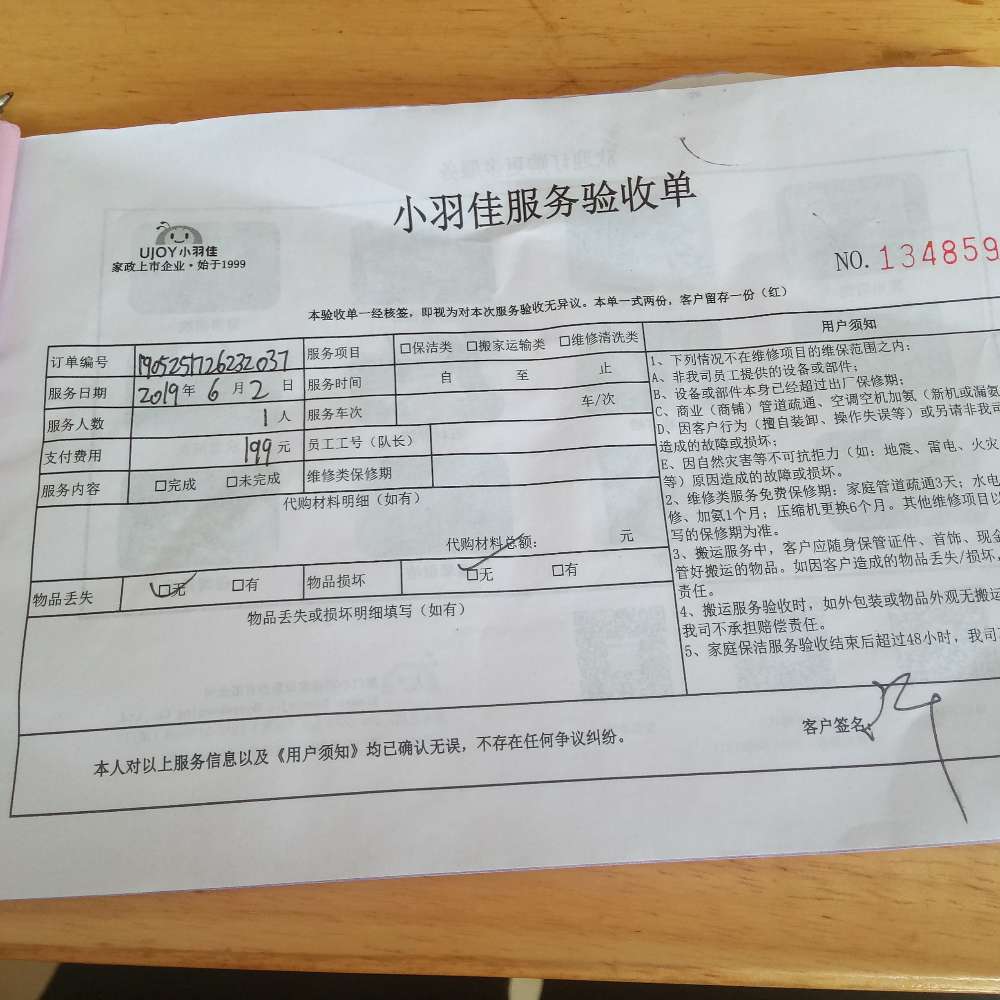 小羽佳服务验收单
UJOY小羽佳
家政上市企业·始于1999
NO. 134859
本验收单一经核签，即视为对本次服务验收无异议。本单一式两份，客户留存一份（红）
订单编号 1905251726232037 服务项目 □保洁类 □搬家运输类 □维修清洗类
服务日期 2019年 6月 2日 服务时间 自 至 止
服务人数 1人 服务车次 车/次
支付费用 199元 员工工号（队长）
服务内容 □完成 □未完成 维修类保修期
代购材料明细（如有）
代购材料总额： 元
物品丢失 □无 □有 物品损坏 □无 □有
物品丢失或损坏明细填写（如有）
用户须知
1、下列情况不在维修项目的维保范围之内：
A、非我司员工提供的设备或部件；
B、设备或部件本身已经超过出厂保修期；
C、商业（商铺）管道疏通、空调空机加氨（新机或漏氨
D、因客户行为（擅自装卸、操作失误等）或另请非我司
造成的故障或损坏；
E、因自然灾害等不可抗拒力（如：地震、雷电、火灾
等）原因造成的故障或损坏。
2、维修类服务免费保修期：家庭管道疏通3天；水电
修、加氨1个月；压缩机更换6个月。其他维修项目以
写的保修期为准。
3、搬运服务中，客户应随身保管证件、首饰、现金
管好搬运的物品。如因客户造成的物品丢失/损坏，
责任。
4、搬运服务验收时，如外包装或物品外观无搬运
我司不承担赔偿责任。
5、家庭保洁服务验收结束后超过48小时，我司
本人对以上服务信息以及《用户须知》均已确认无误，不存在任何争议纠纷。
客户签名：